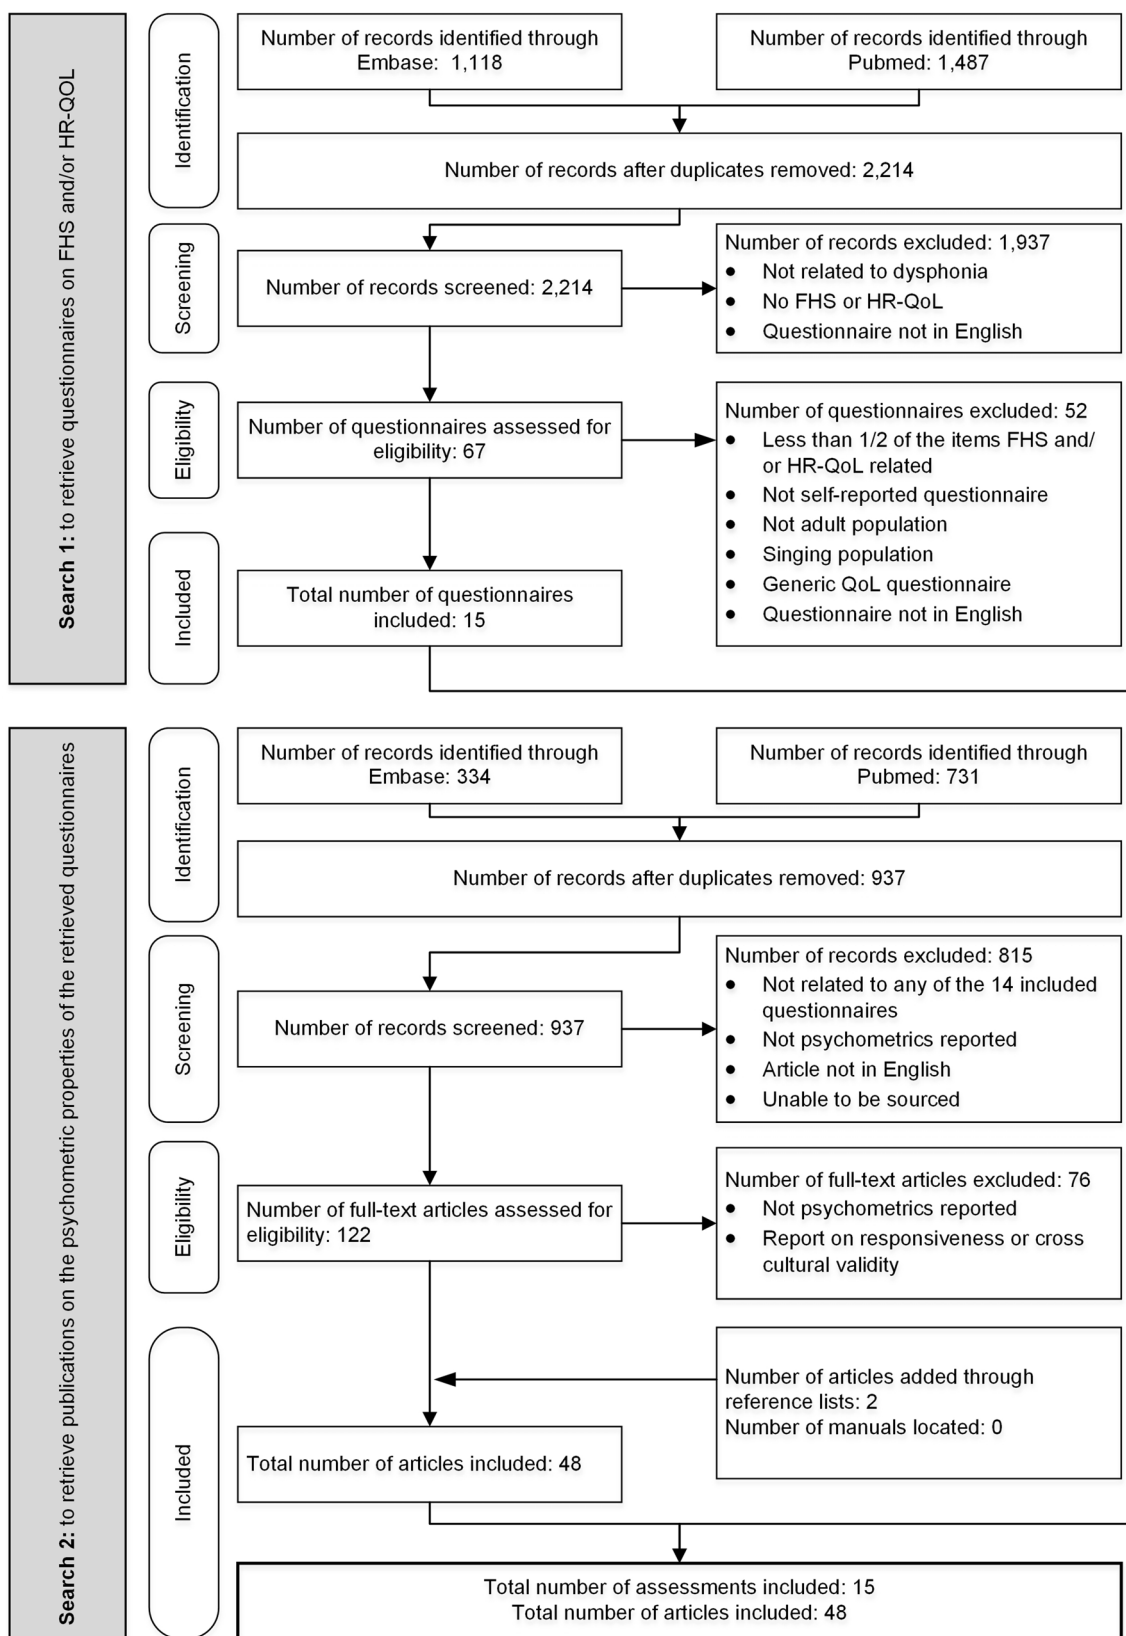 Search 1: to retrieve questionnaires on FHS and/or HR-QOL
Identification
Number of records identified through
Embase: 1,118
Number of records identified through
Pubmed: 1,487
Number of records after duplicates removed: 2,214
Screening
Number of records screened: 2,214
Number of records excluded: 1,937
● Not related to dysphonia
● No FHS or HR-QoL
● Questionnaire not in English
Eligibility
Number of questionnaires assessed for
eligibility: 67
Number of questionnaires excluded: 52
● Less than 1/2 of the items FHS and/
or HR-QoL related
● Not self-reported questionnaire
● Not adult population
● Singing population
● Generic QoL questionnaire
● Questionnaire not in English
Included
Total number of questionnaires
included: 15
Search 2: to retrieve publications on the psychometric properties of the retrieved questionnaires
Identification
Number of records identified through
Embase: 334
Number of records identified through
Pubmed: 731
Number of records after duplicates removed: 937
Screening
Number of records screened: 937
Number of records excluded: 815
● Not related to any of the 14 included
questionnaires
● Not psychometrics reported
● Article not in English
● Unable to be sourced
Eligibility
Number of full-text articles assessed for
eligibility: 122
Number of full-text articles excluded: 76
● Not psychometrics reported
● Report on responsiveness or cross
cultural validity
Included
Number of articles added through
reference lists: 2
Number of manuals located: 0
Total number of articles included: 48
Total number of assessments included: 15
Total number of articles included: 48